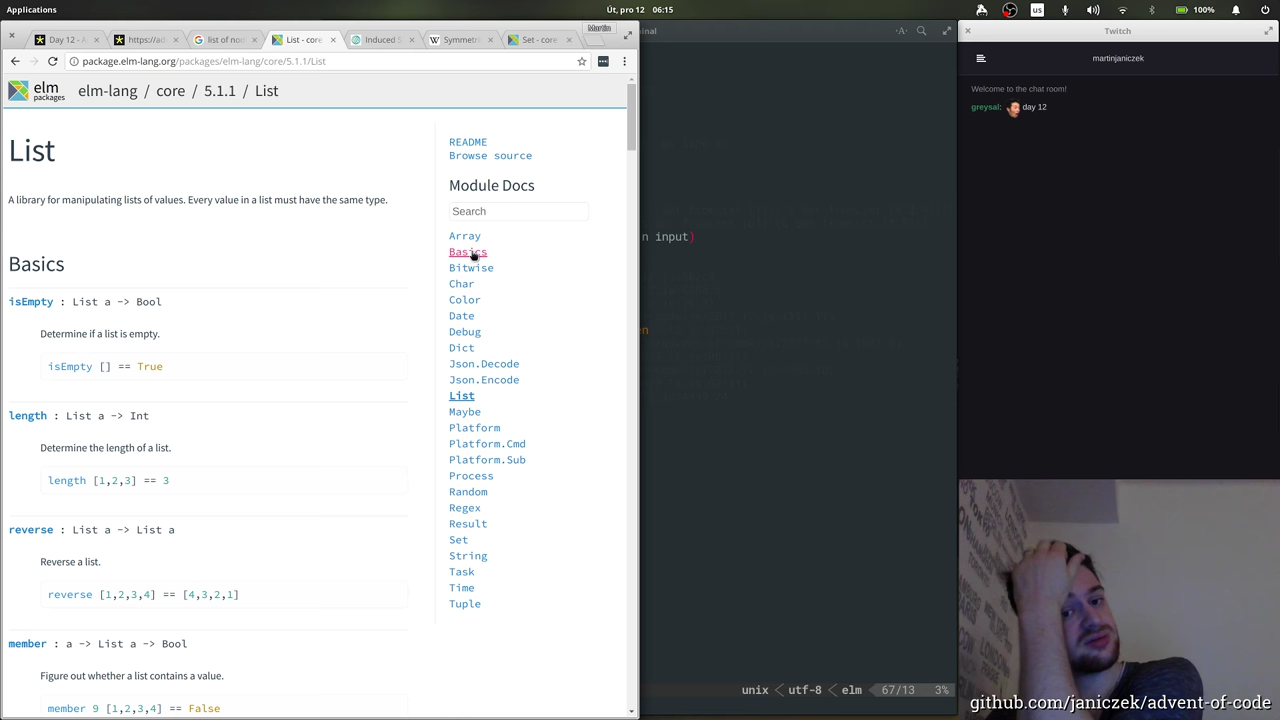 Applications
Út, pro 12 06:15
us
100%
Martin
Day 12 - A
https://ad
list of nod
List - core
Induced S
Symmetri
Set - core
package.elm-lang.org/packages/elm-lang/core/5.1.1/List
elm
packages
elm-lang / core / 5.1.1 / List
List
A library for manipulating lists of values. Every value in a list must have the same type.
Basics
isEmpty : List a -> Bool
Determine if a list is empty.
isEmpty [] == True
length : List a -> Int
Determine the length of a list.
length [1,2,3] == 3
reverse : List a -> List a
Reverse a list.
reverse [1,2,3,4] == [4,3,2,1]
member : a -> List a -> Bool
Figure out whether a list contains a value.
member 9 [1,2,3,4] == False
README
Browse source
Module Docs
Search
Array
Basics
Bitwise
Char
Color
Date
Debug
Dict
Json.Decode
Json.Encode
List
Maybe
Platform
Platform.Cmd
Platform.Sub
Process
Random
Regex
Result
Set
String
Task
Time
Tuple
minal
-A-
n input)
en
unix < utf-8 < elm < 67/13 3%
Twitch
martinjaniczek
Welcome to the chat room!
greysal: day 12
github.com/janiczek/advent-of-code